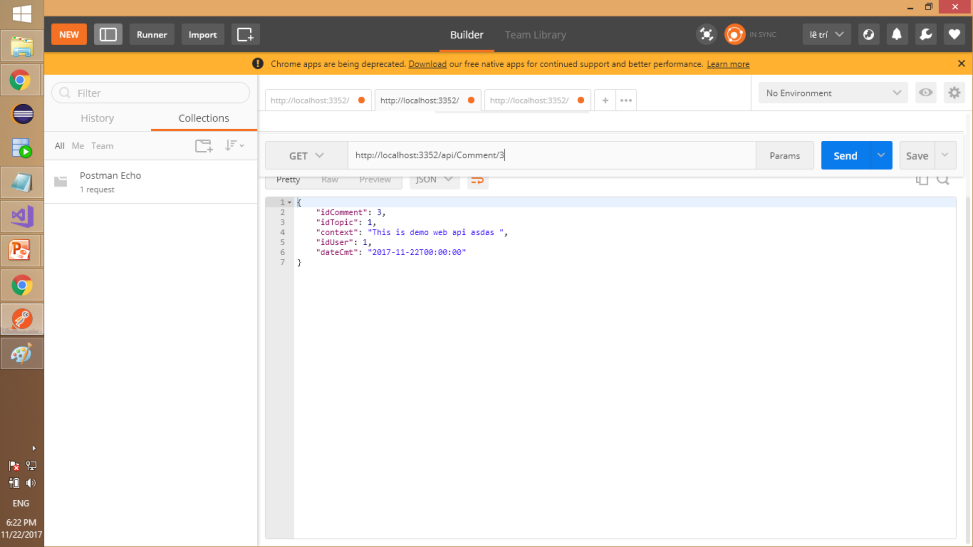 NEW Runner Import Builder Team Library IN SYNC lê trí
Chrome apps are being deprecated. Download our free native apps for continued support and better performance. Learn more
Filter
History Collections
All Me Team
Postman Echo
1 request
http://localhost:3352/ http://localhost:3352/ http://localhost:3352/ + ••• No Environment
GET http://localhost:3352/api/Comment/3 Params Send Save
Pretty Raw Preview JSON
1 {
2 "idComment": 3,
3 "idTopic": 1,
4 "context": "This is demo web api asdas ",
5 "idUser": 1,
6 "dateCmt": "2017-11-22T00:00:00"
7 }
ENG
6:22 PM
11/22/2017